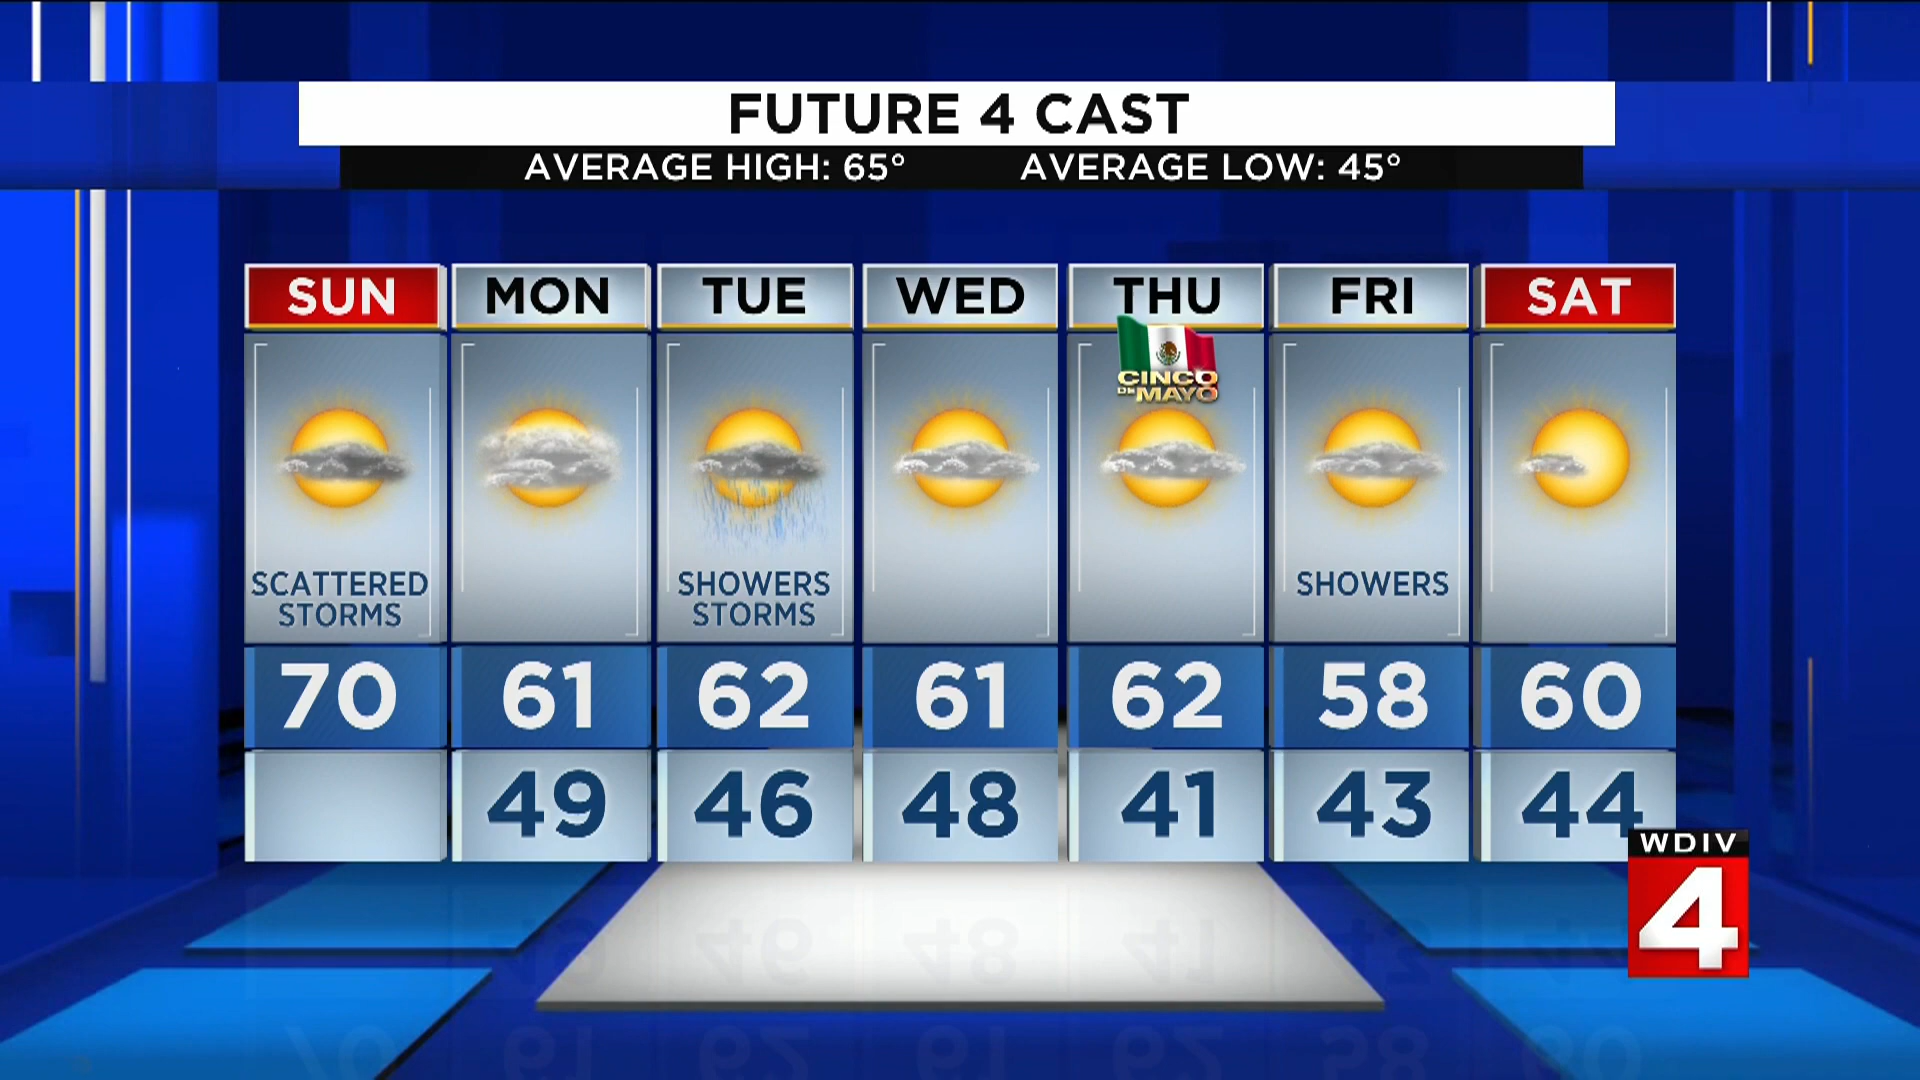 FUTURE 4 CAST
AVERAGE HIGH: 65° AVERAGE LOW: 45°
SUN MON TUE WED THU FRI SAT
CINCO
DE MAYO
SCATTERED
STORMS
SHOWERS
STORMS
SHOWERS
70 61 62 61 62 58 60
49 46 48 41 43 44
WDIV
4